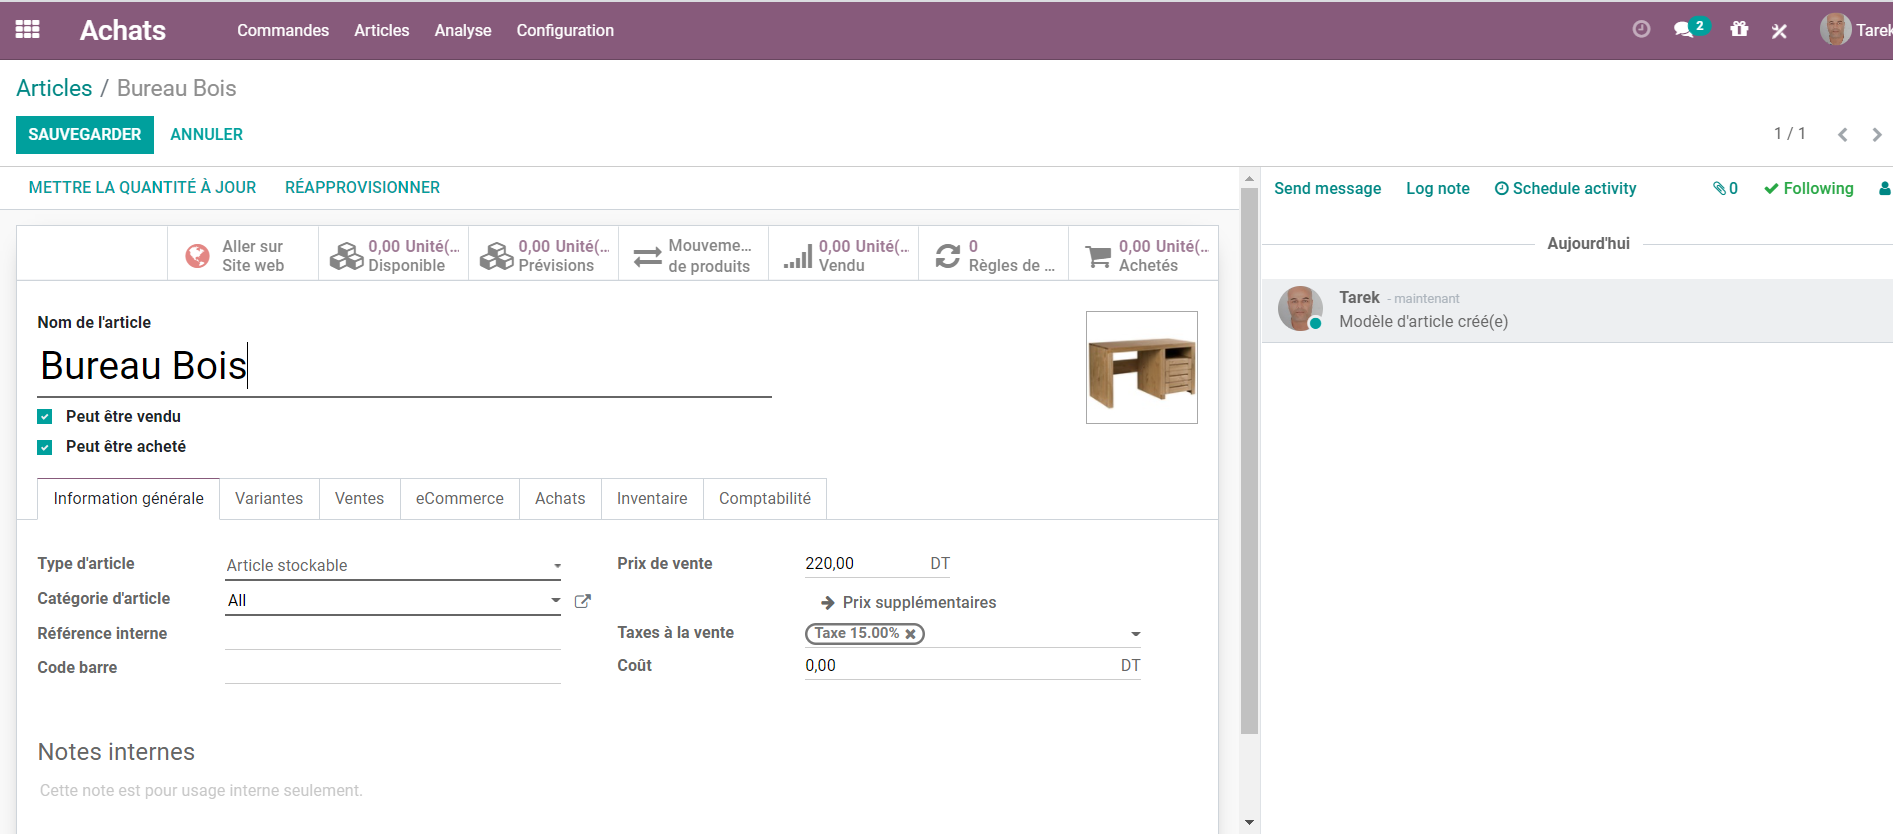 Achats Commandes Articles Analyse Configuration 2
Articles / Bureau Bois
SAUVEGARDER ANNULER 1 / 1
METTRE LA QUANTITÉ À JOUR RÉAPPROVISIONNER
Aller sur Site web
0,00 Unité(... Disponible
0,00 Unité(... Prévisions
Mouveme... de produits
0,00 Unité(... Vendu
0 Règles de ...
0,00 Unité(... Achetés
Nom de l'article
Bureau Bois
Peut être vendu
Peut être acheté
Information générale Variantes Ventes eCommerce Achats Inventaire Comptabilité
Type d'article Article stockable
Catégorie d'article All
Référence interne
Code barre
Prix de vente 220,00 DT
Prix supplémentaires
Taxes à la vente Taxe 15.00%
Coût 0,00 DT
Notes internes
Cette note est pour usage interne seulement.
Send message Log note Schedule activity 0 Following
Aujourd'hui
Tarek - maintenant
Modèle d'article créé(e)